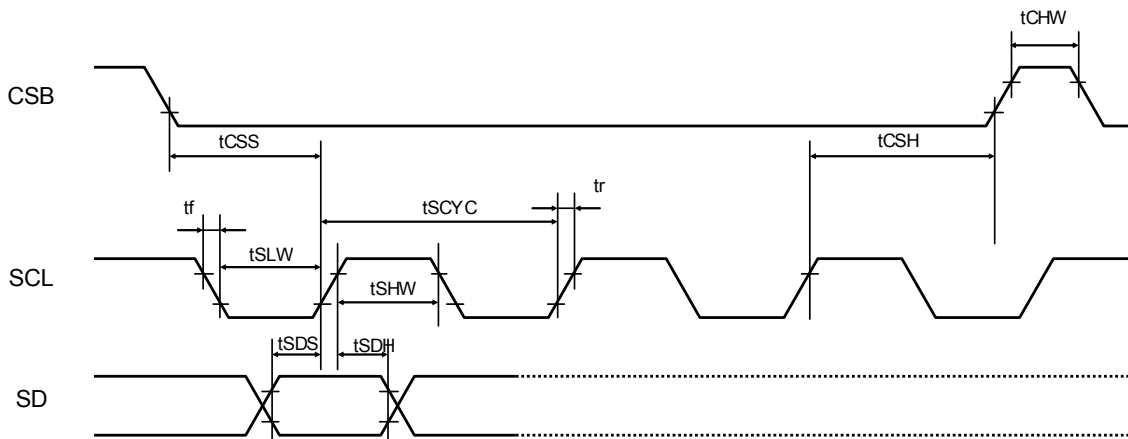 tCHW
CSB
tCSS
tCSH
tr
tf
tSCYC
tSLW
SCL
tSHW
tSDS
tSDH
SD